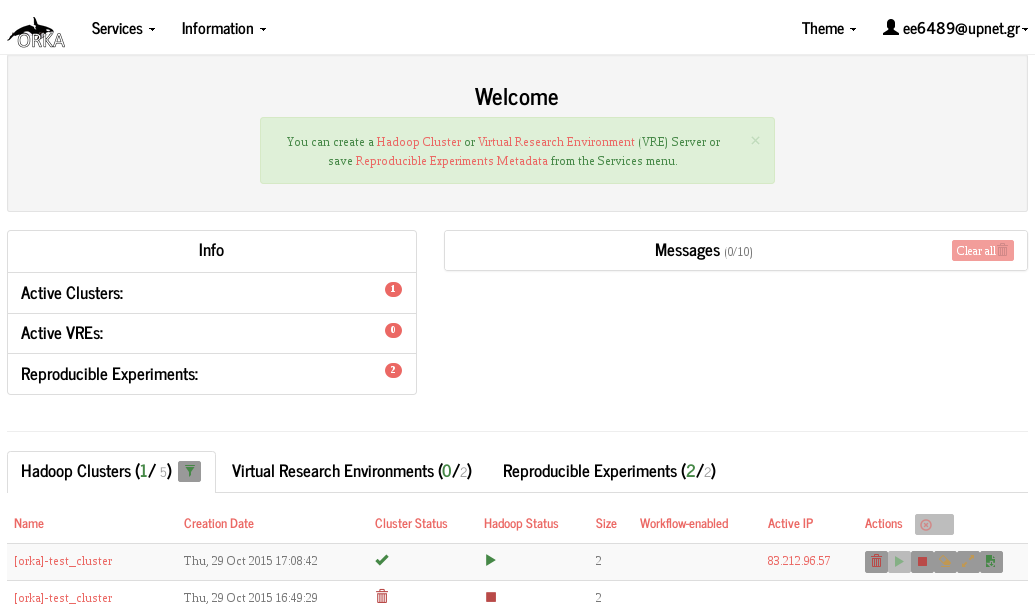 ORKA Services Information Theme ee6489@upnet.gr
Welcome
You can create a Hadoop Cluster or Virtual Research Environment (VRE) Server or ×
save Reproducible Experiments Metadata from the Services menu.
Info
Active Clusters: 1
Active VREs: 0
Reproducible Experiments: 2
Messages (0/10) Clear all
Hadoop Clusters (1/ 5) Virtual Research Environments (0/2) Reproducible Experiments (2/2)
Name Creation Date Cluster Status Hadoop Status Size Workflow-enabled Active IP Actions
[orka]-test_cluster Thu, 29 Oct 2015 17:08:42 2 83.212.96.57
[orka]-test_cluster Thu, 29 Oct 2015 16:49:29 2